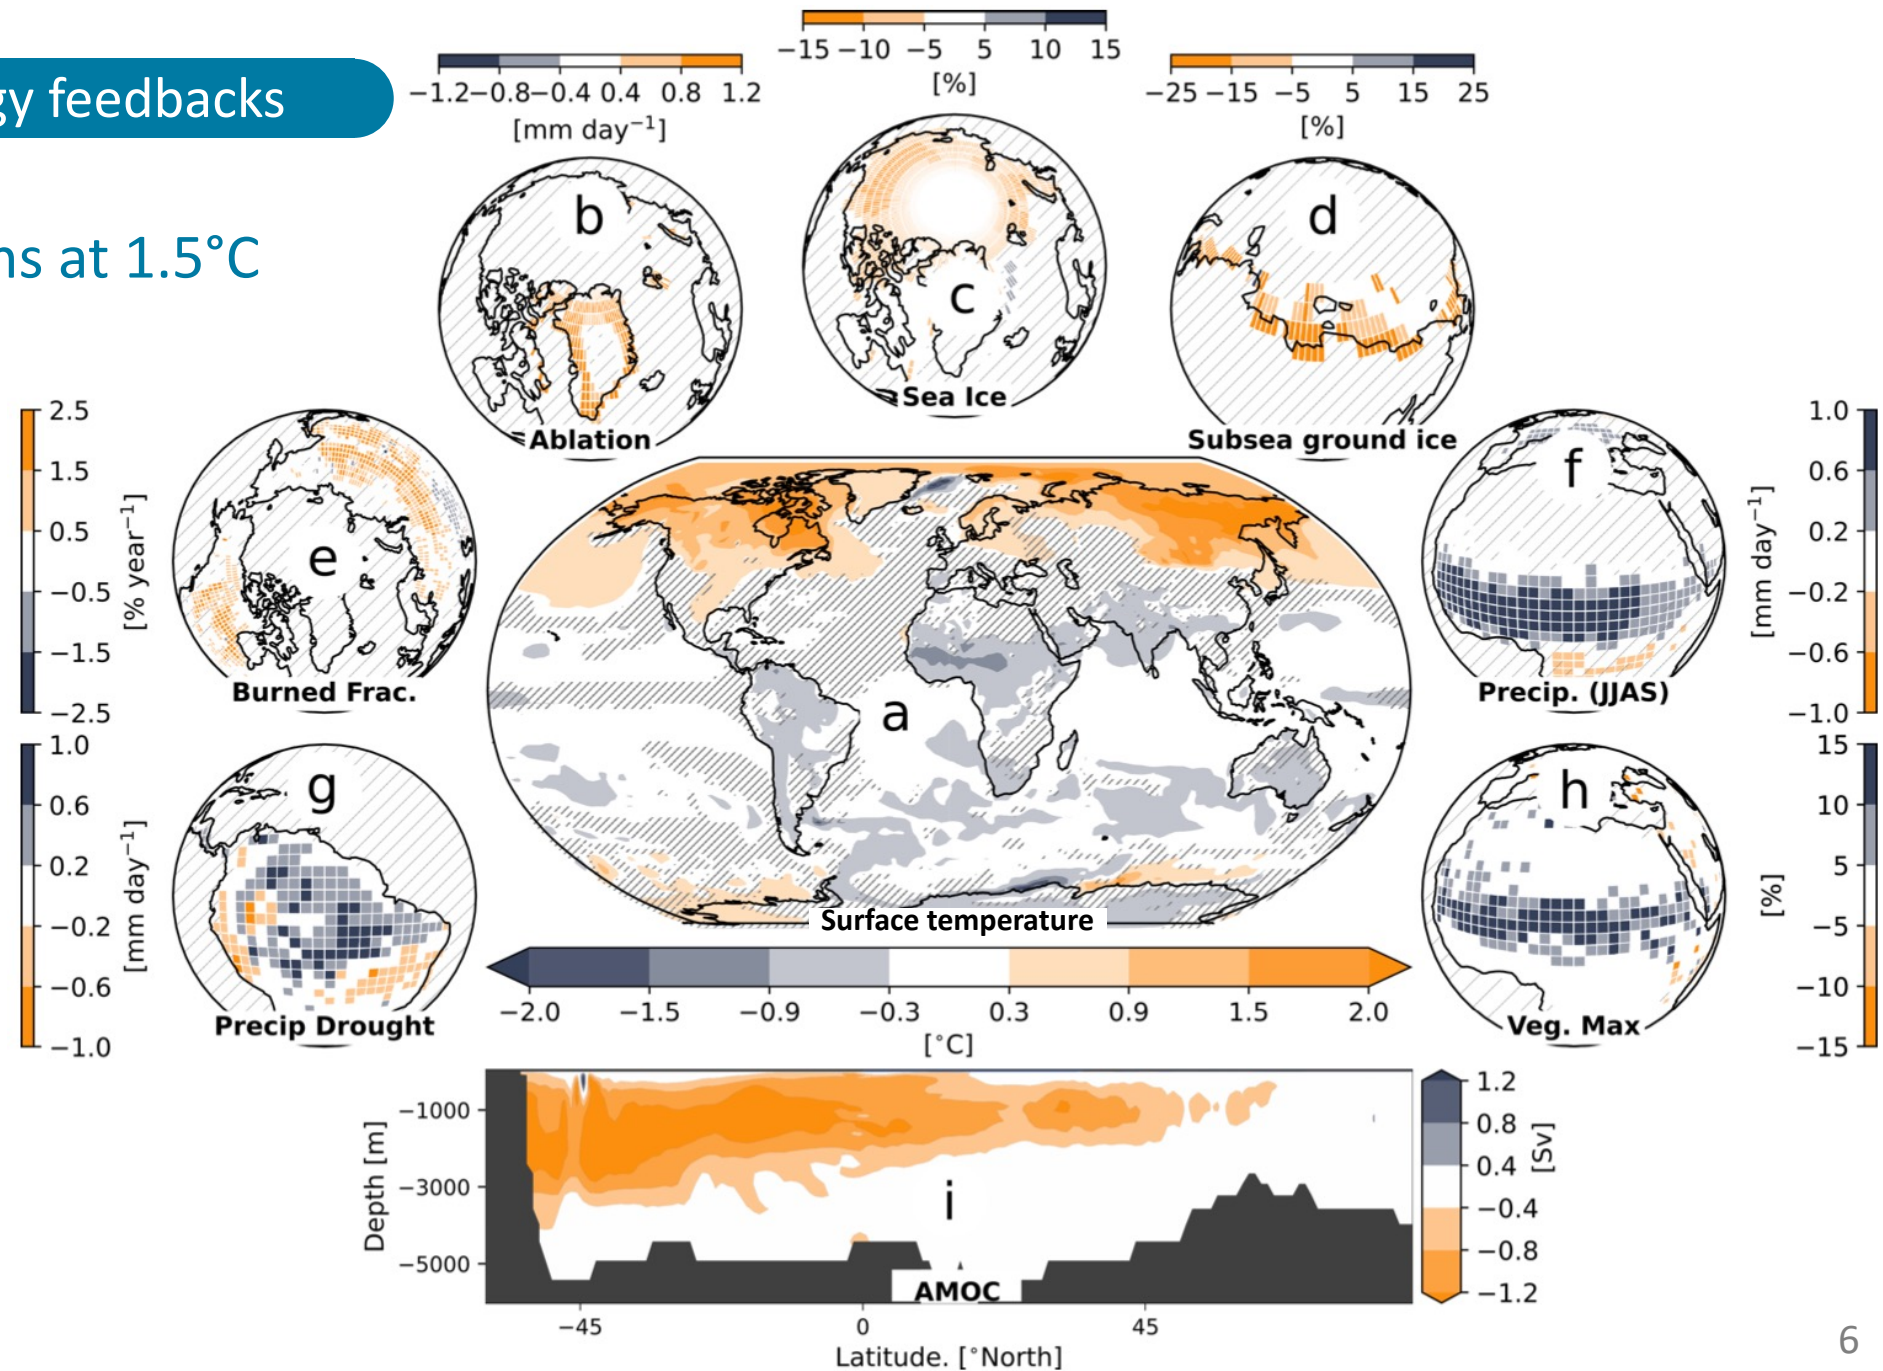 gy feedbacks
ns at 1.5°C
−15 −10 −5 5 10 15
[%]
−1.2 −0.8 −0.4 0.4 0.8 1.2
[mm day⁻¹]
−25 −15 −5 5 15 25
[%]
b
Ablation
c
Sea Ice
d
Subsea ground ice
2.5
1.5
0.5
−0.5
−1.5
−2.5
[% year⁻¹]
e
Burned Frac.
f
Precip. (JJAS)
1.0
0.6
0.2
−0.2
−0.6
−1.0
[mm day⁻¹]
a
Surface temperature
−2.0 −1.5 −0.9 −0.3 0.3 0.9 1.5 2.0
[°C]
1.0
0.6
0.2
−0.2
−0.6
−1.0
[mm day⁻¹]
g
Precip Drought
h
Veg. Max
15
10
5
−5
−10
−15
[%]
−1000
−3000
−5000
Depth [m]
i
AMOC
−45 0 45
Latitude. [°North]
1.2
0.8
0.4
−0.4
−0.8
−1.2
[Sv]
6